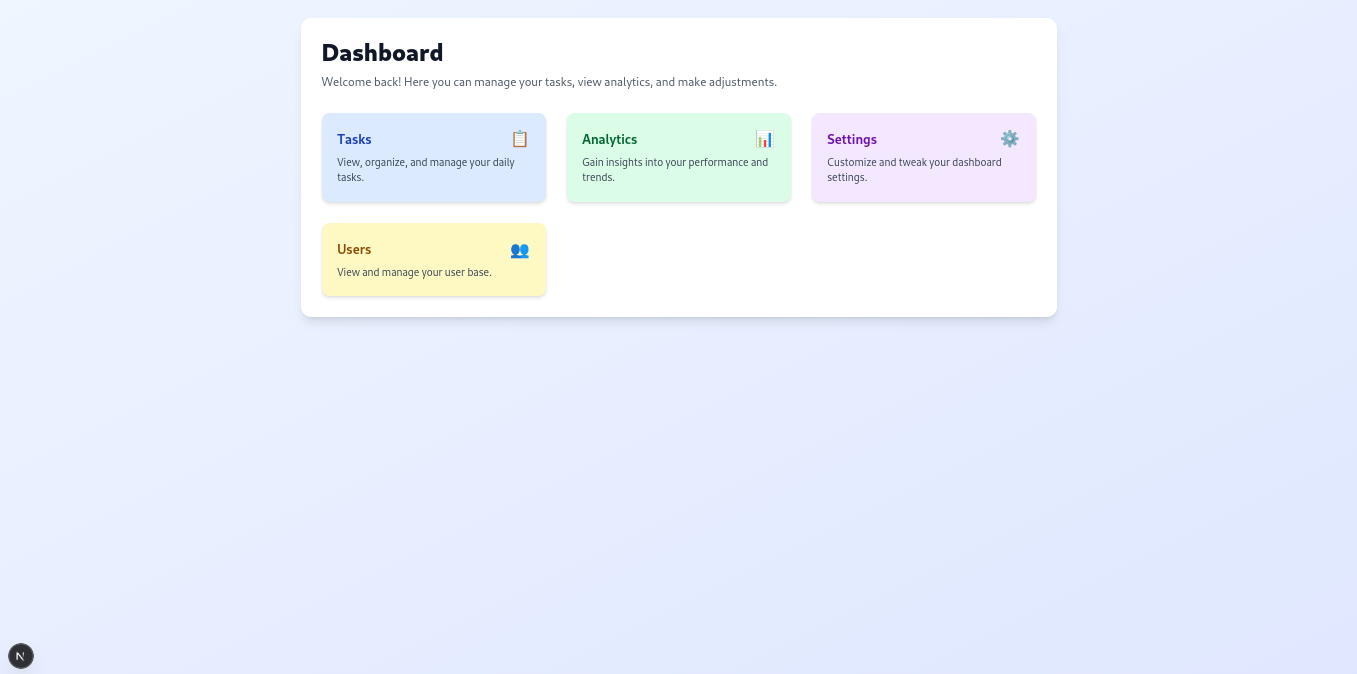 Dashboard
Welcome back! Here you can manage your tasks, view analytics, and make adjustments.
Tasks
View, organize, and manage your daily
tasks.
Analytics
Gain insights into your performance and
trends.
Settings
Customize and tweak your dashboard
settings.
Users
View and manage your user base.
N